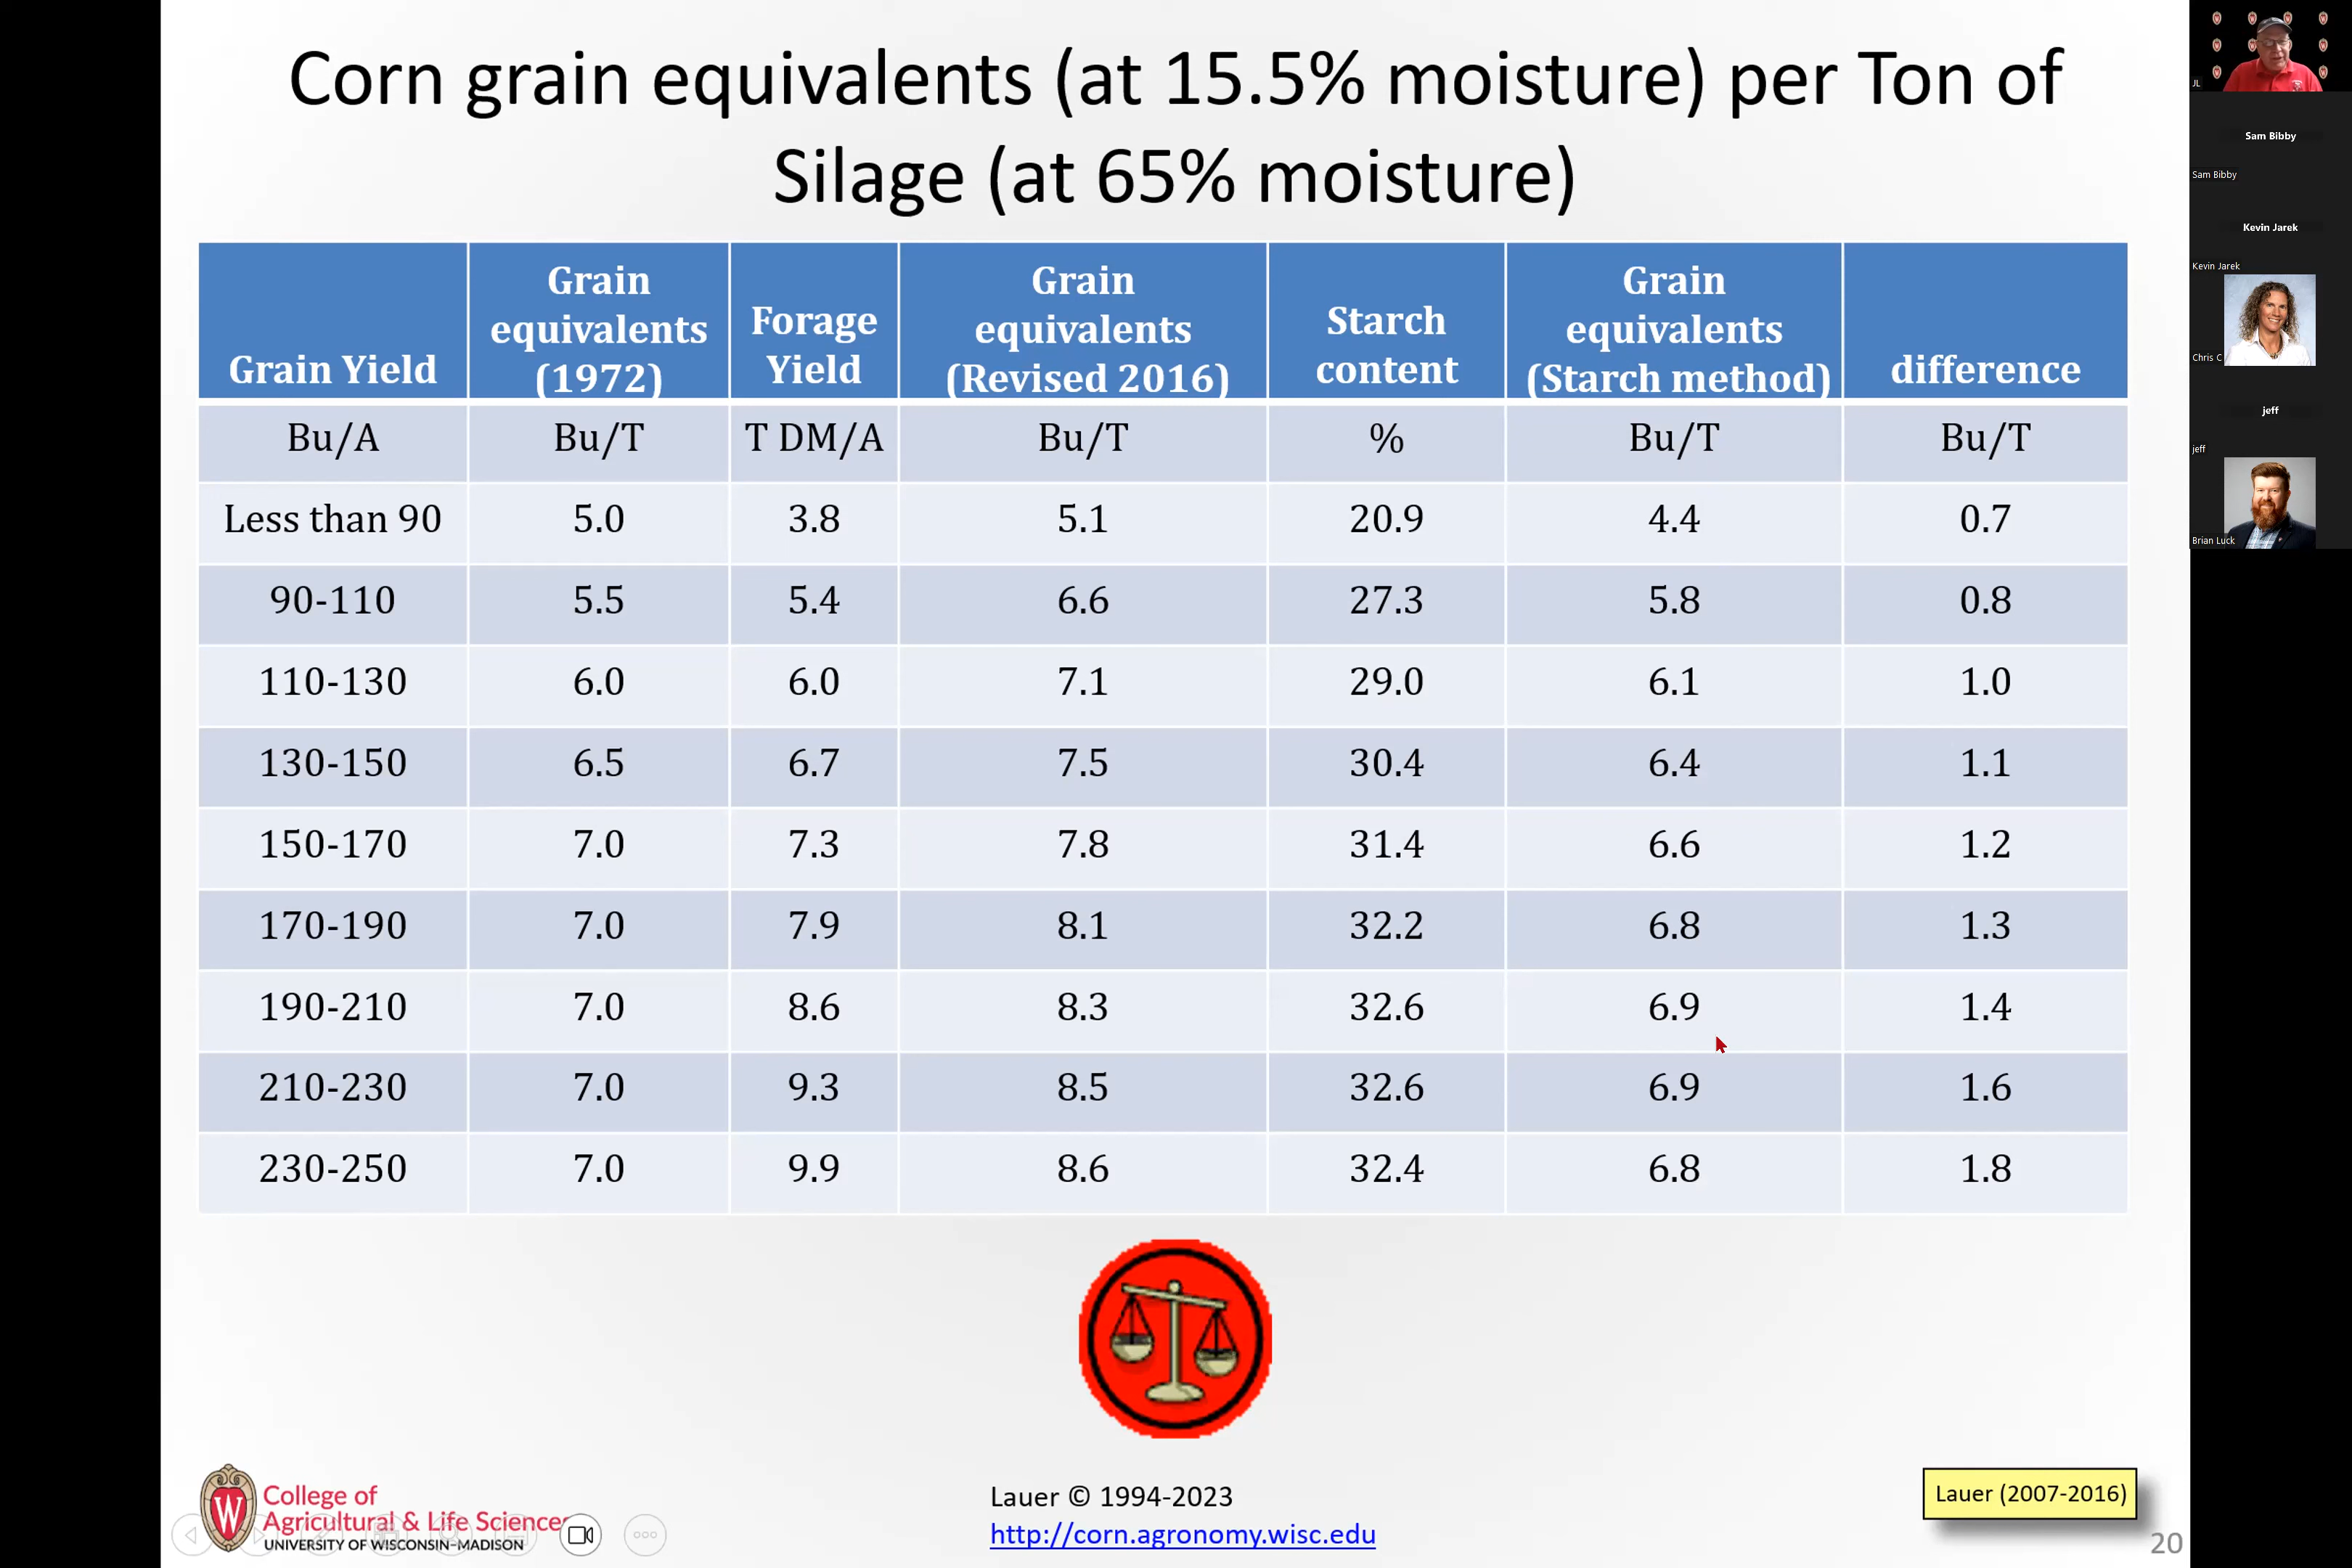 Corn grain equivalents (at 15.5% moisture) per Ton of
Silage (at 65% moisture)
Grain Yield Grain equivalents (1972) Forage Yield Grain equivalents (Revised 2016) Starch content Grain equivalents (Starch method) difference
Bu/A Bu/T T DM/A Bu/T % Bu/T Bu/T
Less than 90 5.0 3.8 5.1 20.9 4.4 0.7
90-110 5.5 5.4 6.6 27.3 5.8 0.8
110-130 6.0 6.0 7.1 29.0 6.1 1.0
130-150 6.5 6.7 7.5 30.4 6.4 1.1
150-170 7.0 7.3 7.8 31.4 6.6 1.2
170-190 7.0 7.9 8.1 32.2 6.8 1.3
190-210 7.0 8.6 8.3 32.6 6.9 1.4
210-230 7.0 9.3 8.5 32.6 6.9 1.6
230-250 7.0 9.9 8.6 32.4 6.8 1.8
W
College of
Agricultural & Life Sciences
UNIVERSITY OF WISCONSIN-MADISON
Lauer © 1994-2023
http://corn.agronomy.wisc.edu
Lauer (2007-2016)
20
JL
Sam Bibby
Sam Bibby
Kevin Jarek
Kevin Jarek
Chris C
jeff
jeff
Brian Luck